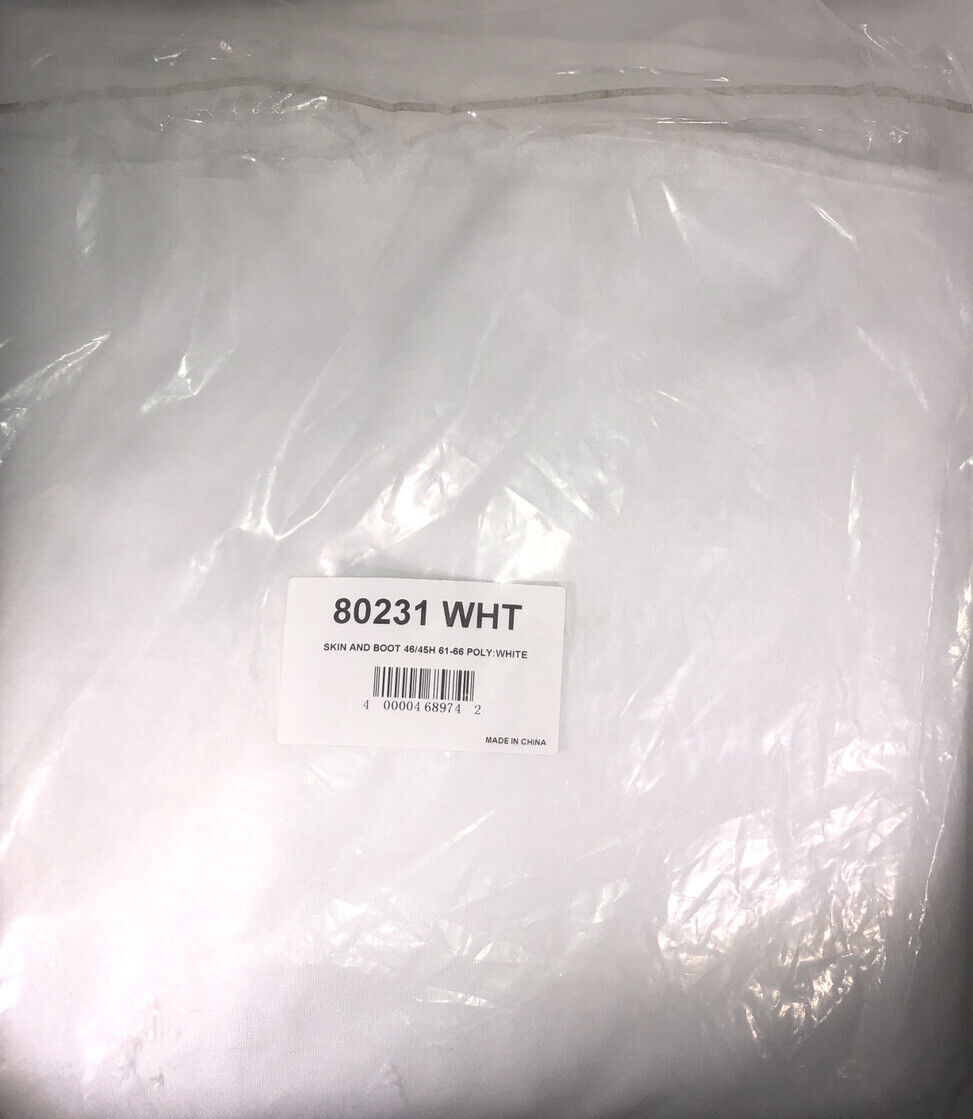 80231 WHT
SKIN AND BOOT 46/45H 61-66 POLY:WHITE
4 00004 68974 2
MADE IN CHINA